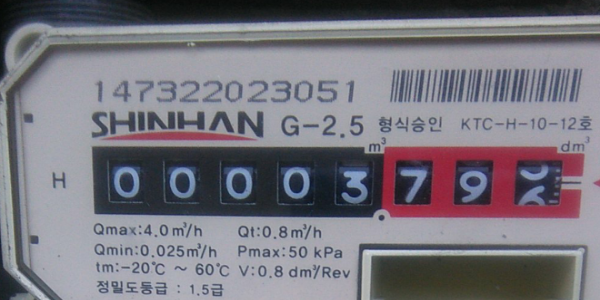 147322023051
SHINHAN G-2.5 형식승인 KTC-H-10-12호
m³ dm³
H 0 0 0 0 3 7 9
Qmax:4.0㎥/h Qt:0.8㎥/h
Qmin:0.025㎥/h Pmax:50 kPa
tm:-20℃ ~ 60℃ V:0.8 dm³/Rev
정밀도등급 : 1.5급